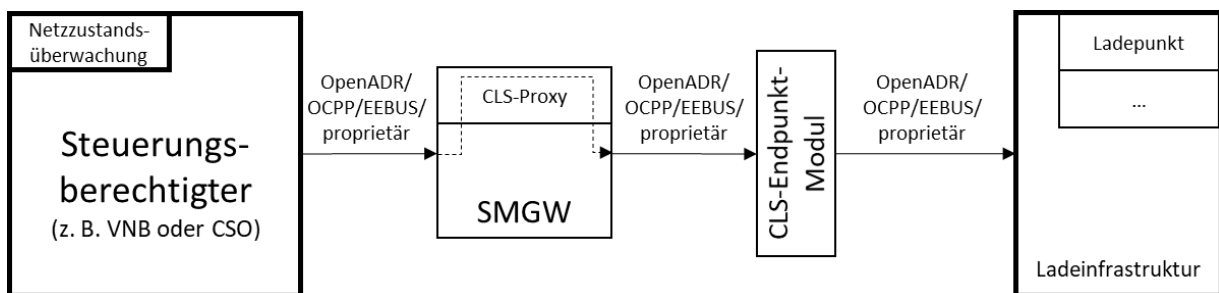 Netzzustands-
überwachung
Steuerungs-
berechtigter
(z. B. VNB oder CSO)
OpenADR/
OCPP/EEBUS/
proprietär
CLS-Proxy
SMGW
OpenADR/
OCPP/EEBUS/
proprietär
CLS-Endpunkt-
Modul
OpenADR/
OCPP/EEBUS/
proprietär
Ladepunkt
...
Ladeinfrastruktur